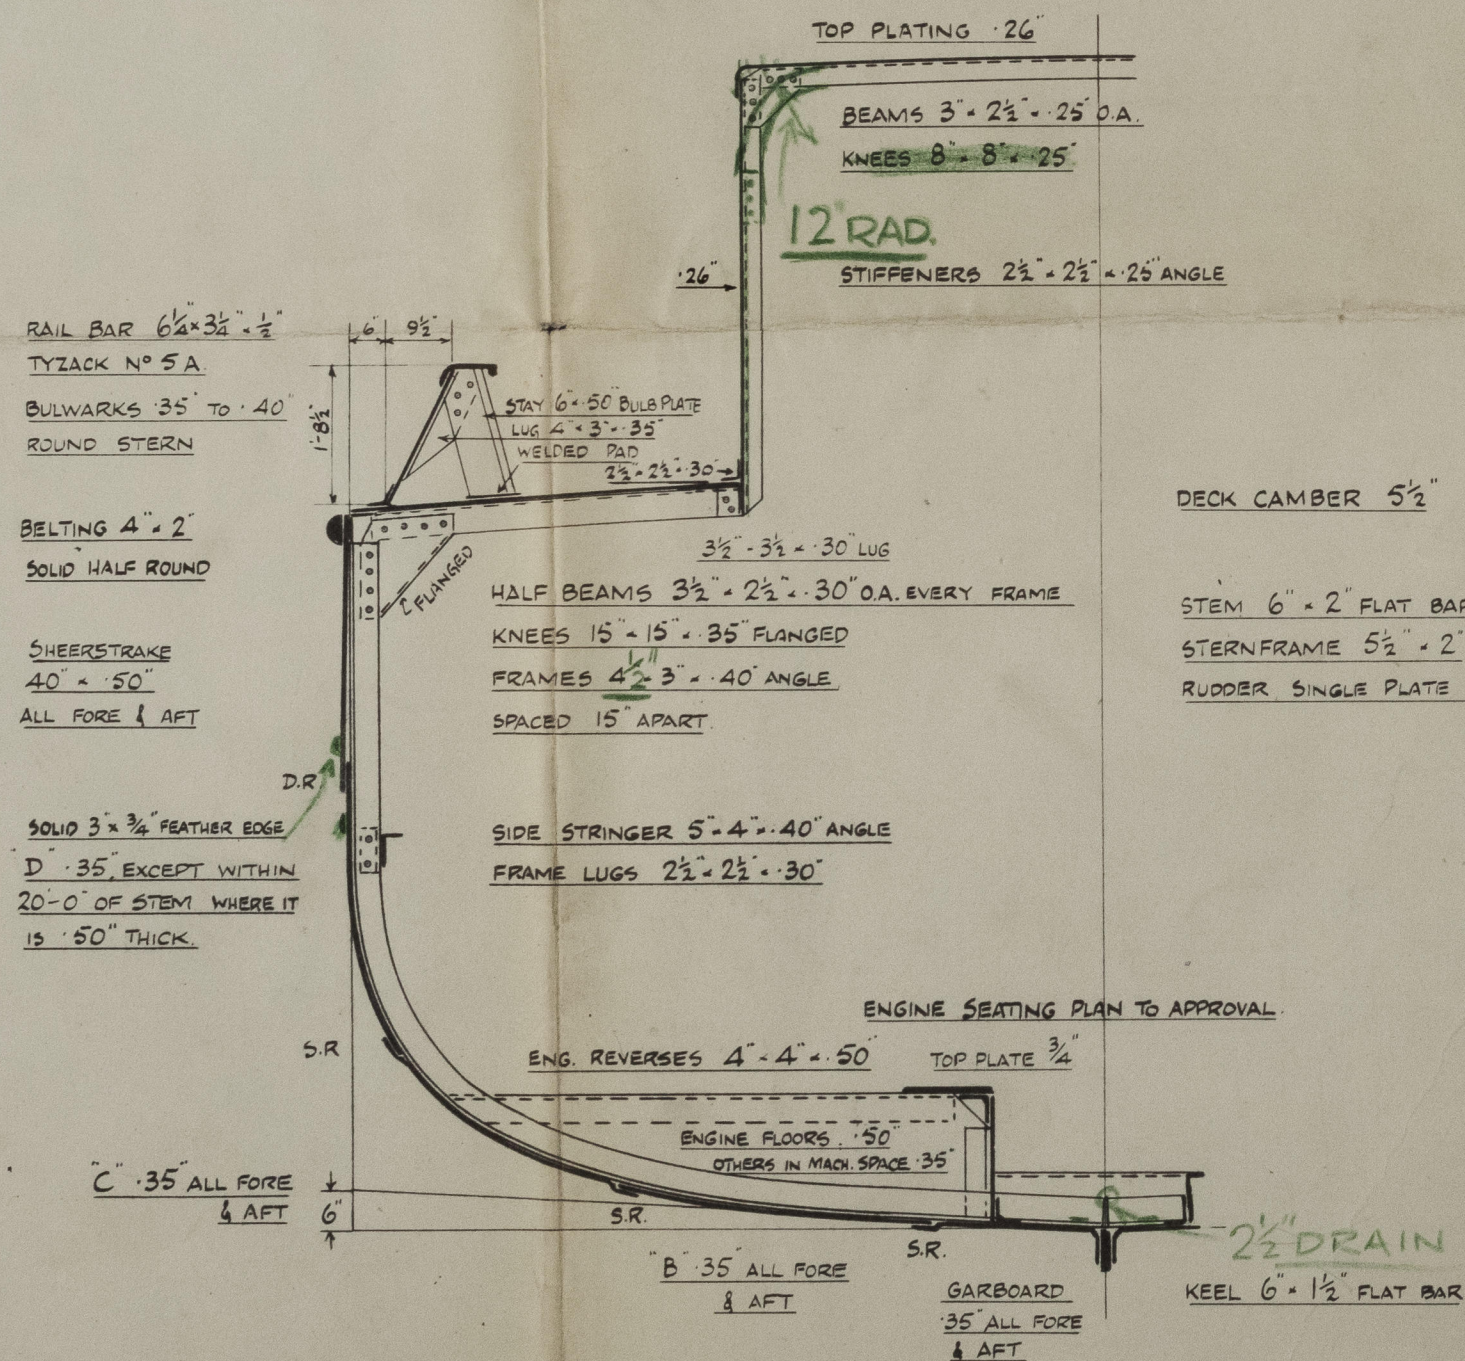 TOP PLATING ·26"
BEAMS 3" × 2½" × ·25" O.A.
KNEES 8" × 8" × ·25"
12" RAD.
·26"
STIFFENERS 2½" × 2½" × ·25" ANGLE
RAIL BAR 6¼" × 3¼" × ½"
TYZACK Nº 5 A.
BULWARKS ·35" TO ·40"
ROUND STERN
6"
9½"
1'-8½"
STAY 6" × ·50" BULB PLATE
LUG 4" × 3" × ·35"
WELDED PAD
2½" × 2½" × ·30"
BELTING 4" × 2"
SOLID HALF ROUND
2" FLANGED
3½" × 3½" × ·30" LUG
DECK CAMBER 5½"
HALF BEAMS 3½" × 2½" × ·30" O.A. EVERY FRAME
KNEES 15" × 15" × ·35" FLANGED
FRAMES 4½" × 3" × ·40" ANGLE
SPACED 15" APART.
STEM 6" × 2" FLAT BAR
STERNFRAME 5½" × 2"
RUDDER SINGLE PLATE
SHEERSTRAKE
40" × ·50"
ALL FORE & AFT
D.R.
SOLID 3" × ¾" FEATHER EDGE
"D" ·35", EXCEPT WITHIN
20'-0" OF STEM WHERE IT
IS ·50" THICK.
SIDE STRINGER 5" × 4" × ·40" ANGLE
FRAME LUGS 2½" × 2½" × ·30"
ENGINE SEATING PLAN TO APPROVAL.
S.R
ENG. REVERSES 4" × 4" × ·50"
TOP PLATE ¾"
ENGINE FLOORS. ·50"
OTHERS IN MACH. SPACE ·35"
"C" ·35" ALL FORE
& AFT
6"
S.R.
S.R.
2½" DRAIN
"B" ·35" ALL FORE
& AFT
GARBOARD
·35" ALL FORE
& AFT
KEEL 6" × 1½" FLAT BAR